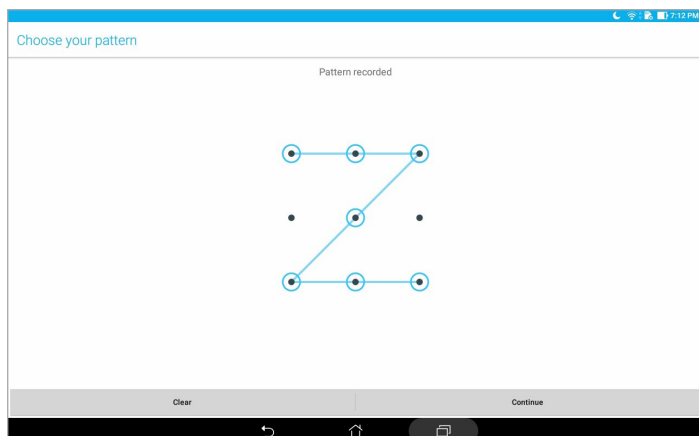 7:12 PM
Choose your pattern
Pattern recorded
Clear
Continue